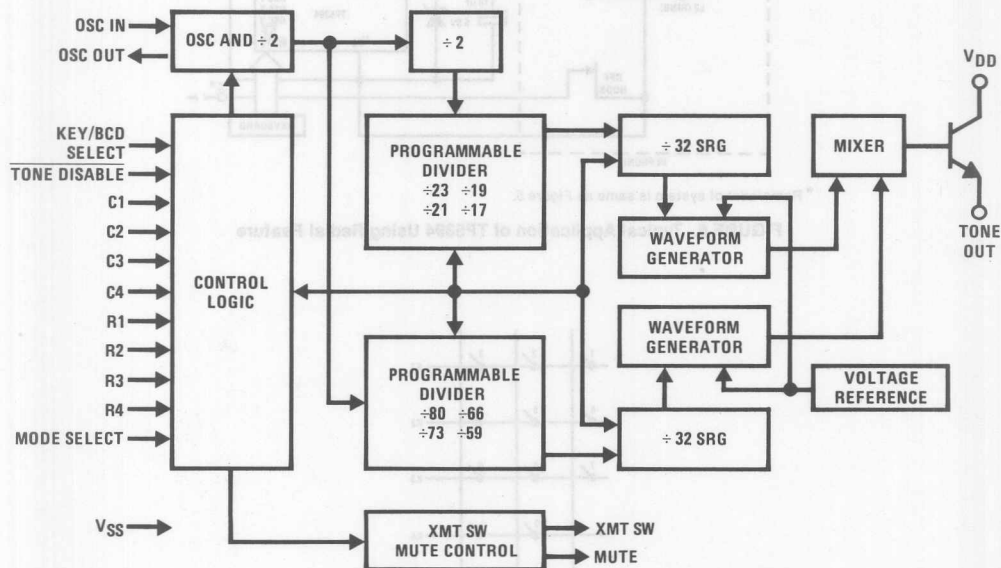 OSC IN
OSC OUT
OSC AND ÷2
÷ 2
KEY/BCD
SELECT
TONE DISABLE
C1
C2
C3
C4
R1
R2
R3
R4
MODE SELECT
VSS
CONTROL
LOGIC
PROGRAMMABLE
DIVIDER
÷23 ÷19
÷21 ÷17
PROGRAMMABLE
DIVIDER
÷80 ÷66
÷73 ÷59
÷ 32 SRG
WAVEFORM
GENERATOR
WAVEFORM
GENERATOR
÷ 32 SRG
MIXER
VOLTAGE
REFERENCE
VDD
TONE
OUT
XMT SW
MUTE CONTROL
XMT SW
MUTE